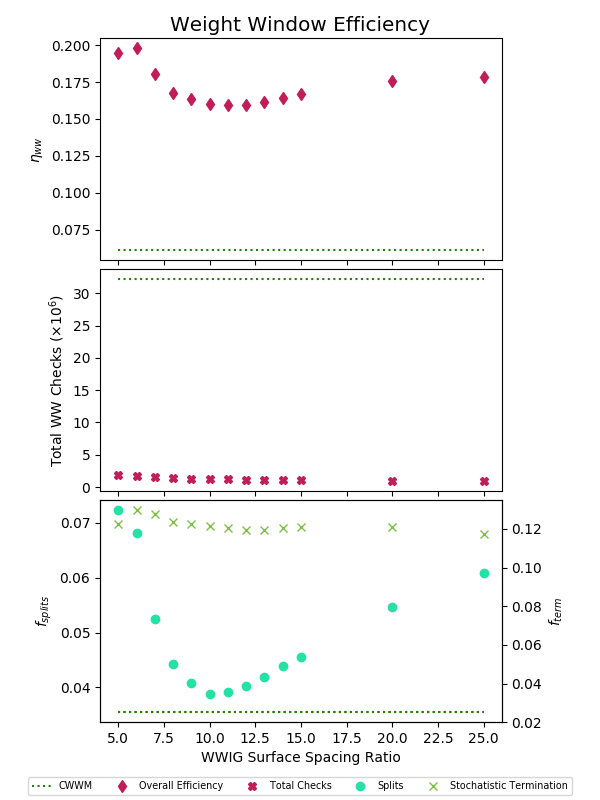 Weight Window Efficiency
0.200
0.175
0.150
0.125
0.100
0.075
η_ww
30
25
20
15
10
5
0
Total WW Checks (×10⁶)
0.07
0.06
0.05
0.04
f_splits
0.12
0.10
0.08
0.06
0.04
0.02
f_term
5.0 7.5 10.0 12.5 15.0 17.5 20.0 22.5 25.0
WWIG Surface Spacing Ratio
CWWM Overall Efficiency Total Checks Splits Stochatistic Termination